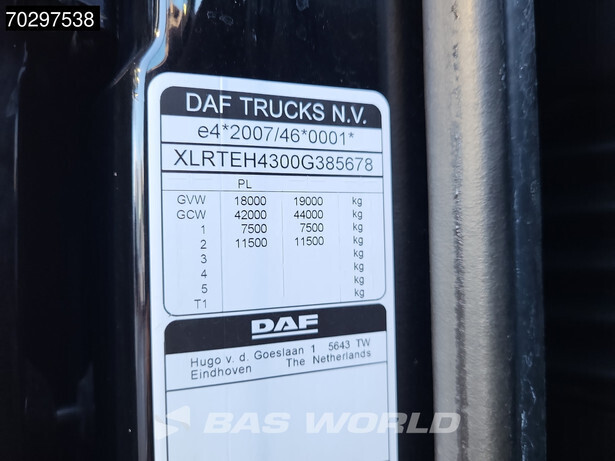 70297538
DAF TRUCKS N.V.
e4*2007/46*0001*
XLRTEH4300G385678
PL
GVW 18000 19000 kg
GCW 42000 44000 kg
1 7500 7500 kg
2 11500 11500 kg
3 kg
4 kg
5 kg
T1 kg
DAF
Hugo v. d. Goeslaan 1 5643 TW
Eindhoven The Netherlands
BAS WORLD